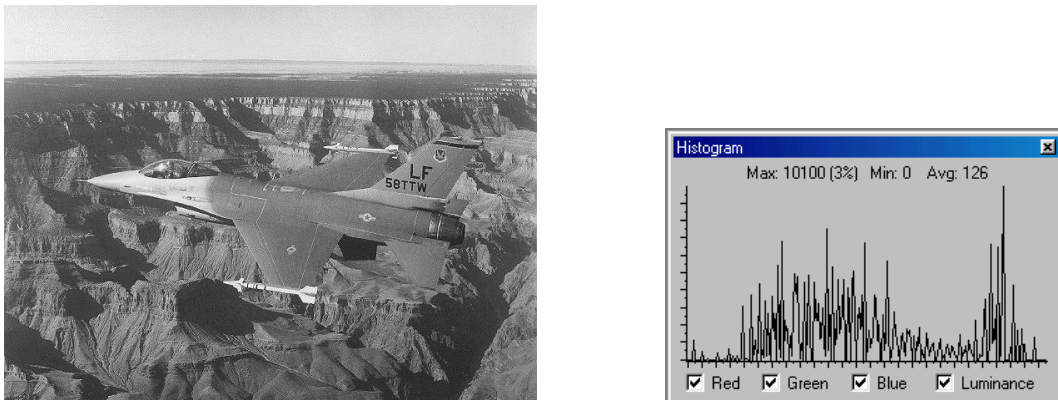 LF
58TTW
Histogram
Max: 10100 (3%) Min: 0 Avg: 126
Red Green Blue Luminance